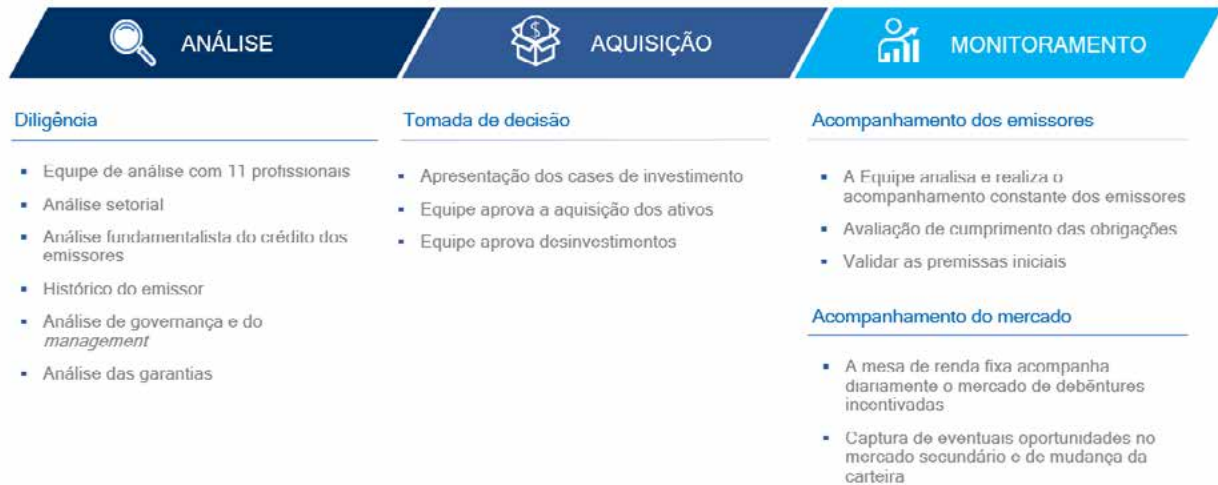 ANÁLISE
AQUISIÇÃO
MONITORAMENTO
Diligência
Equipe de análise com 11 profissionais
Análise setorial
Análise fundamentalista do crédito dos
emissores
Histórico do emissor
Análise de governança e do
management
Análise das garantias
Tomada de decisão
Apresentação dos cases de investimento
Equipe aprova a aquisição dos ativos
Equipe aprova desinvestimentos
Acompanhamento dos emissores
A Equipe analisa e realiza o
acompanhamento constante dos emissores
Avaliação de cumprimento das obrigações
Validar as premissas iniciais
Acompanhamento do mercado
A mesa de renda fixa acompanha
diariamente o mercado de debêntures
incentivadas
Captura de eventuais oportunidades no
mercado secundário e de mudança da
carteira